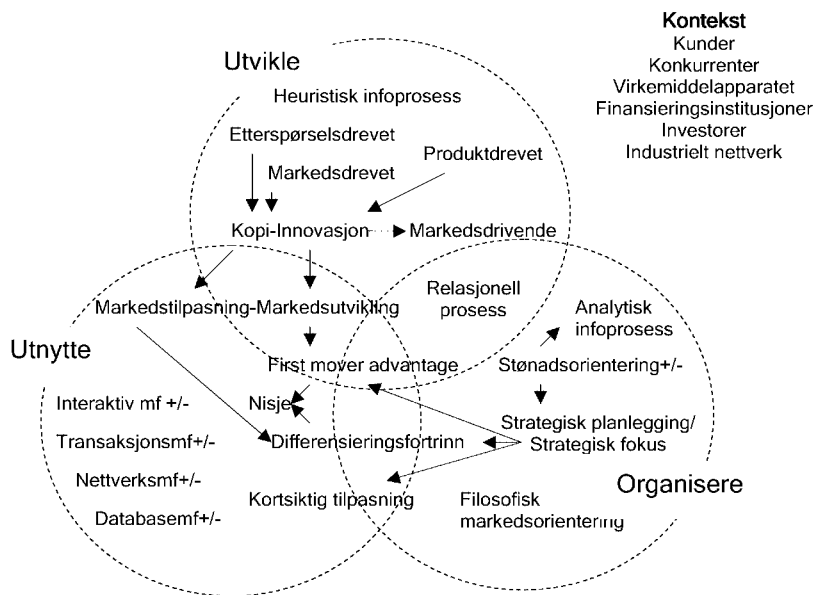 Kontekst
Kunder
Konkurrenter
Virkemiddelapparatet
Finansieringsinstitusjoner
Investorer
Industrielt nettverk
Utvikle
Heuristisk infoprosess
Etterspørselsdrevet
Produktdrevet
Markedsdrevet
Kopi-Innovasjon
Markedsdrivende
Relasjonell
prosess
Markedstilpasning-Markedsutvikling
Analytisk
infoprosess
Utnytte
First mover advantage
Stønadsorientering+/-
Interaktiv mf +/-
Nisje
Strategisk planlegging/
Strategisk fokus
Transaksjonsmf+/-
Differensieringsfortrinn
Nettverksmf+/-
Organisere
Kortsiktig tilpasning
Filosofisk
markedsorientering
Databasemf+/-